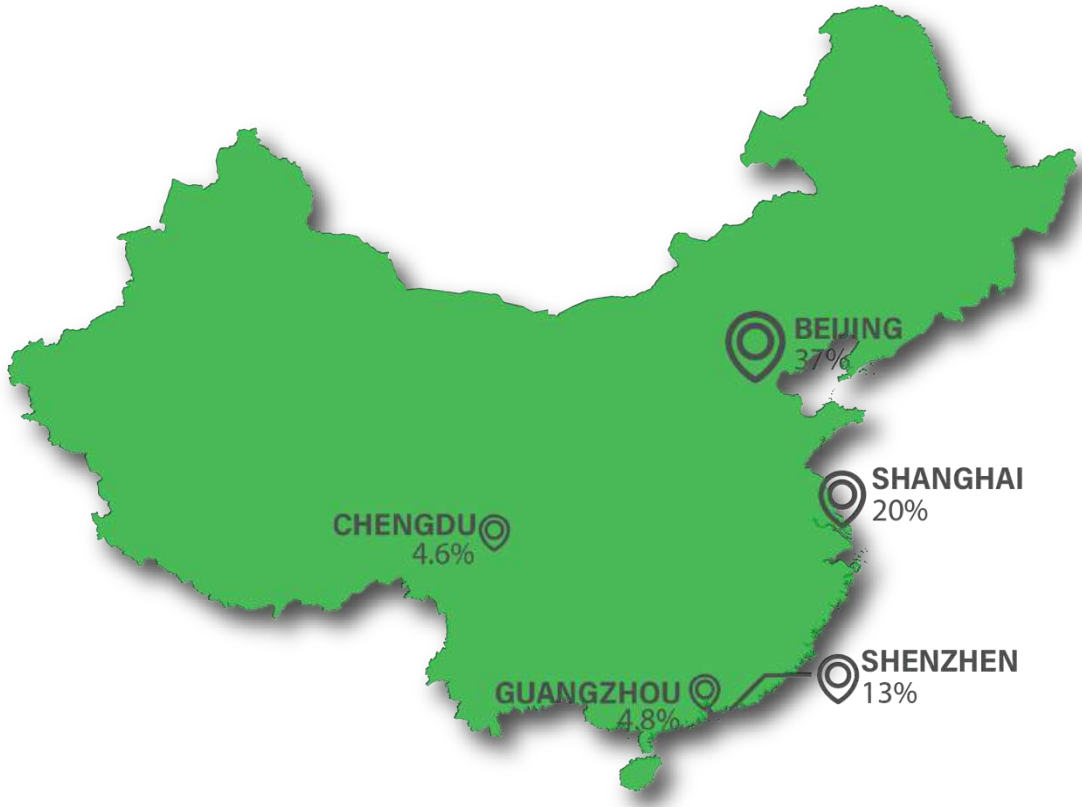 BEIJING
37%
SHANGHAI
20%
CHENGDU
4.6%
SHENZHEN
13%
GUANGZHOU
4.8%